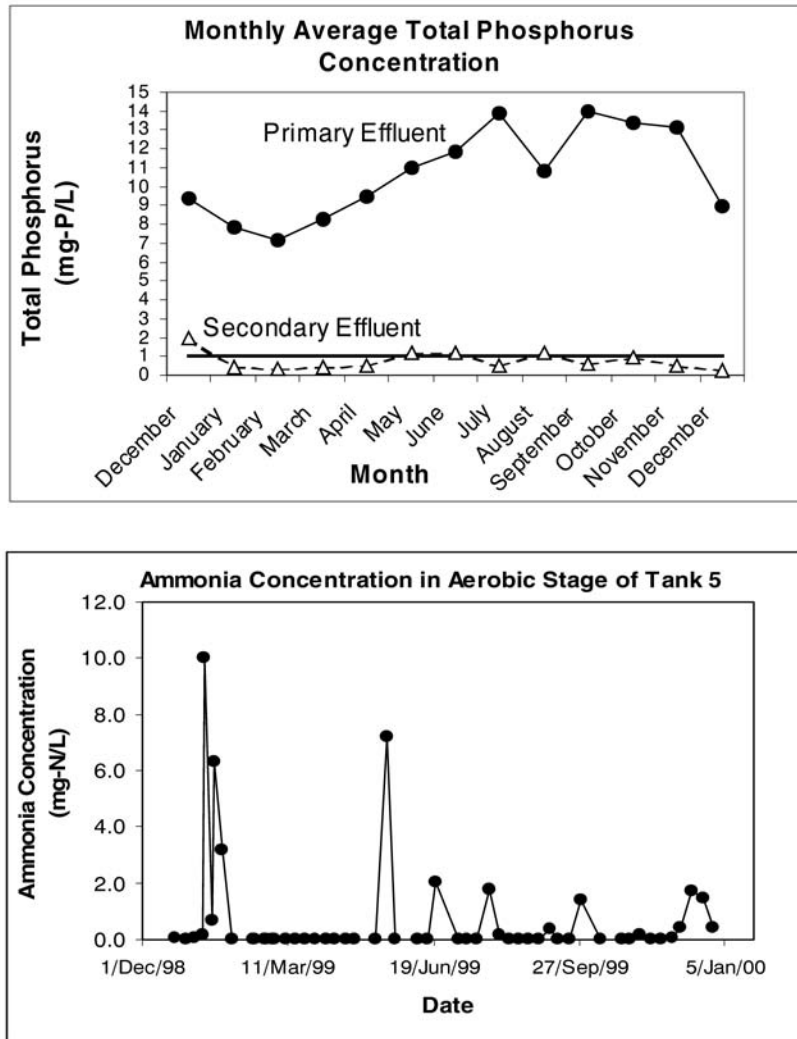 Monthly Average Total Phosphorus
Concentration
Total Phosphorus
(mg-P/L)
15
14
13
12
11
10
9
8
7
6
5
4
3
2
1
0
Primary Effluent
Secondary Effluent
December
January
February
March
April
May
June
July
August
September
October
November
December
Month
Ammonia Concentration in Aerobic Stage of Tank 5
Ammonia Concentration
(mg-N/L)
12.0
10.0
8.0
6.0
4.0
2.0
0.0
1/Dec/98
11/Mar/99
19/Jun/99
27/Sep/99
5/Jan/00
Date